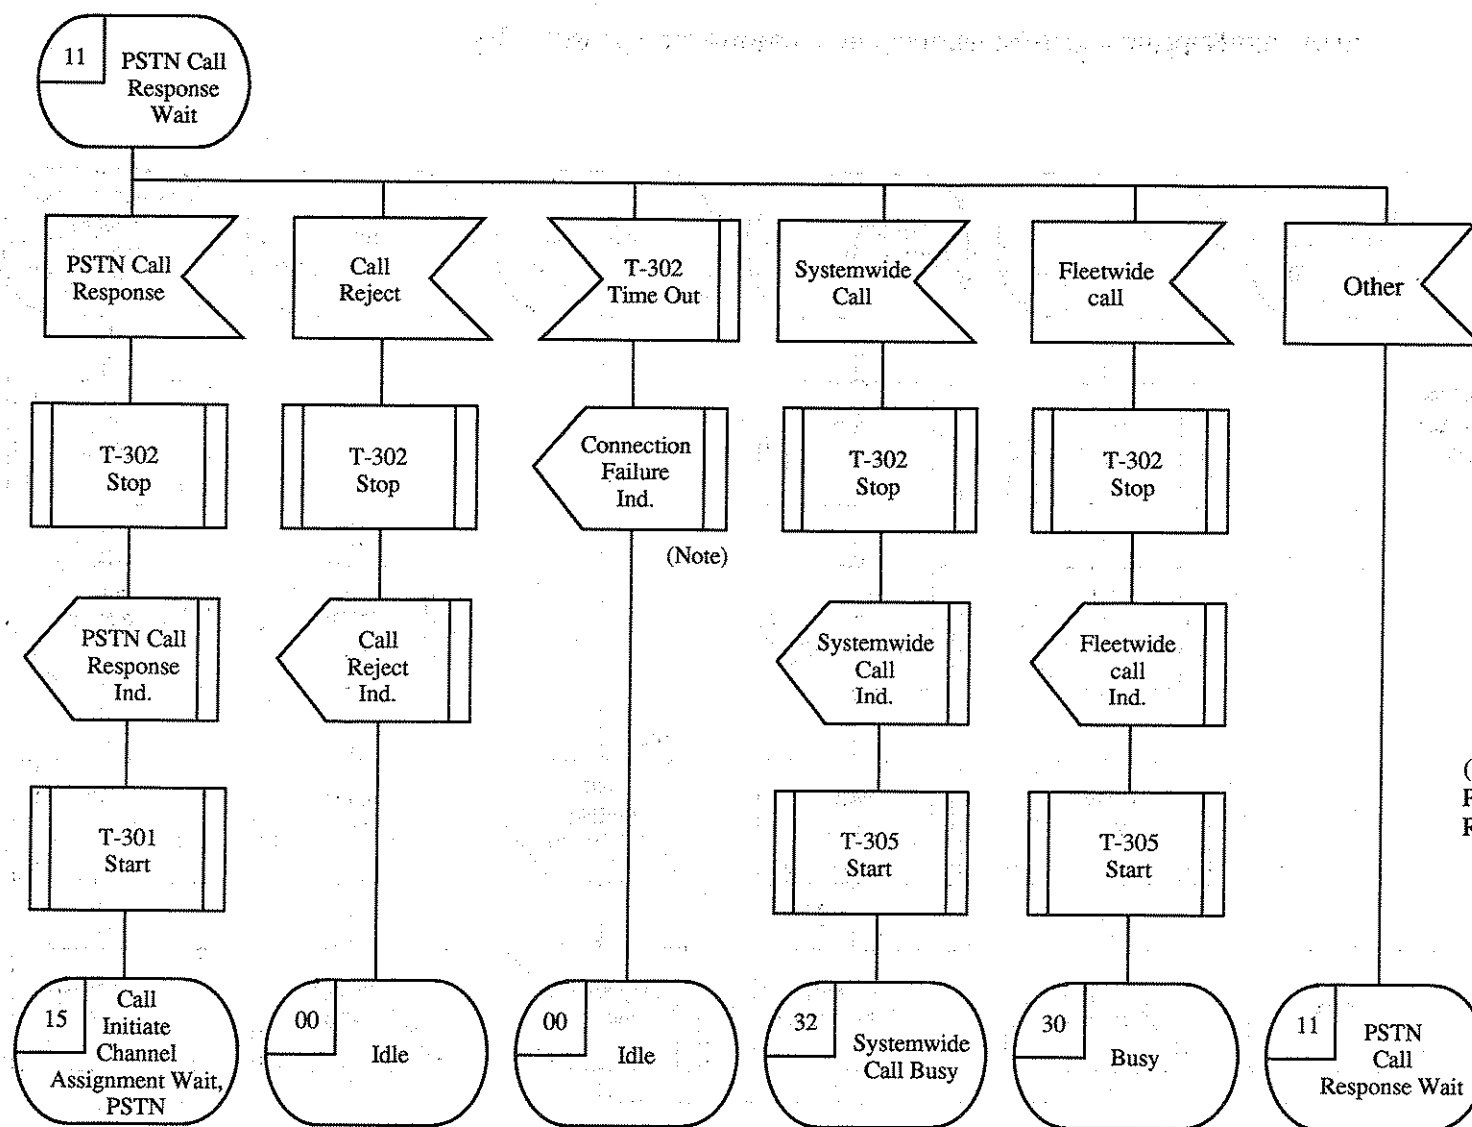 11
PSTN Call
Response
Wait
PSTN Call
Response
Call
Reject
T-302
Time Out
Systemwide
Call
Fleetwide
call
Other
T-302
Stop
T-302
Stop
Connection
Failure
Ind.
(Note)
T-302
Stop
T-302
Stop
PSTN Call
Response
Ind.
Call
Reject
Ind.
Systemwide
Call
Ind.
Fleetwide
call
Ind.
T-301
Start
T-305
Start
T-305
Start
(
P
R
15
Call
Initiate
Channel
Assignment Wait,
PSTN
00
Idle
00
Idle
32
Systemwide
Call Busy
30
Busy
11
PSTN
Call
Response Wait